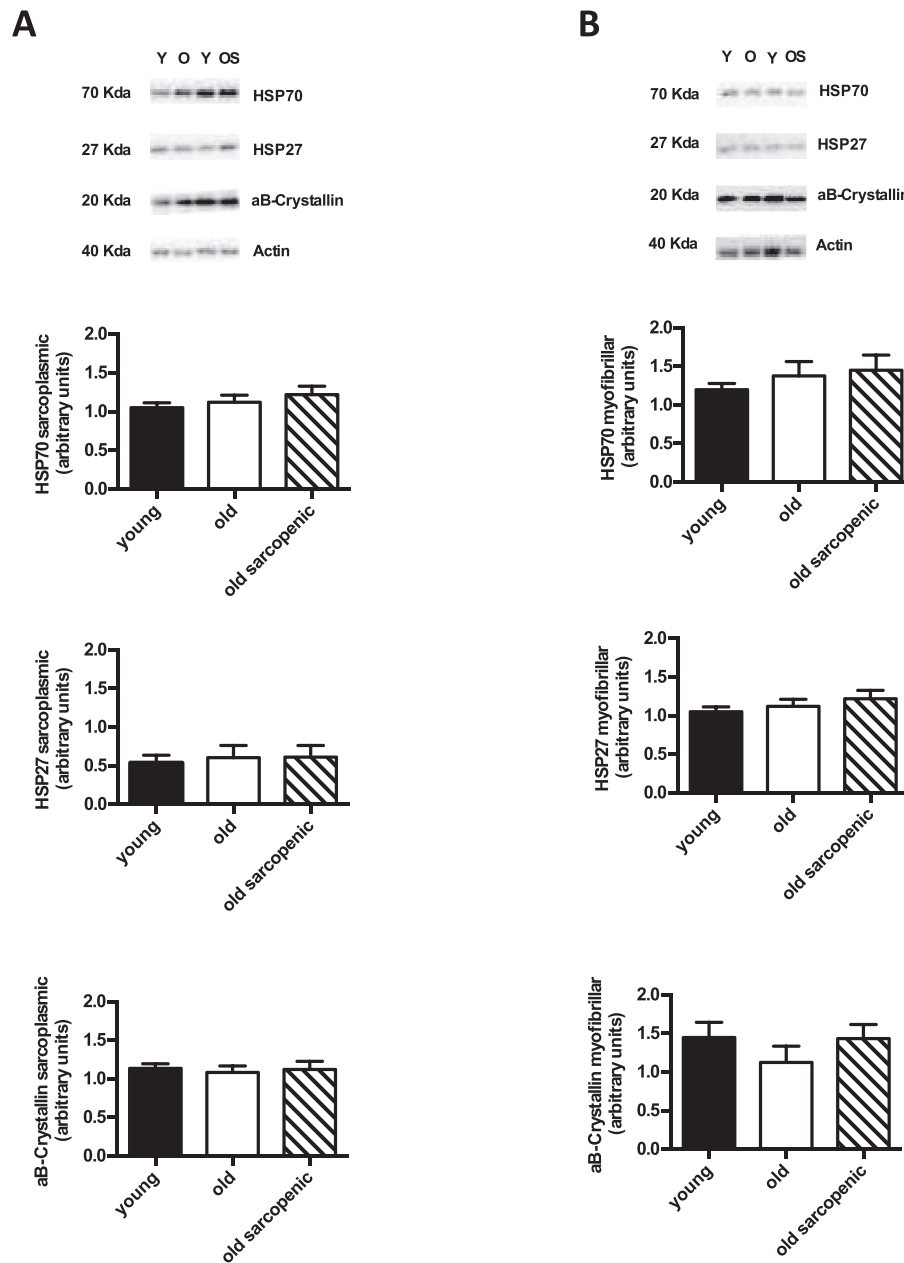 A
Y O Y OS
70 Kda HSP70
27 Kda HSP27
20 Kda aB-Crystallin
40 Kda Actin
HSP70 sarcoplasmic
(arbitrary units)
2.0
1.5
1.0
0.5
0.0
young
old
old sarcopenic
HSP27 sarcoplasmic
(arbitrary units)
2.0
1.5
1.0
0.5
0.0
young
old
old sarcopenic
aB-Crystallin sarcoplasmic
(arbitrary units)
2.0
1.5
1.0
0.5
0.0
young
old
old sarcopenic
B
Y O Y OS
70 Kda HSP70
27 Kda HSP27
20 Kda aB-Crystallin
40 Kda Actin
HSP70 myofibrillar
(arbitrary units)
2.0
1.5
1.0
0.5
0.0
young
old
old sarcopenic
HSP27 myofibrillar
(arbitrary units)
2.0
1.5
1.0
0.5
0.0
young
old
old sarcopenic
aB-Crystallin myofibrillar
(arbitrary units)
2.0
1.5
1.0
0.5
0.0
young
old
old sarcopenic